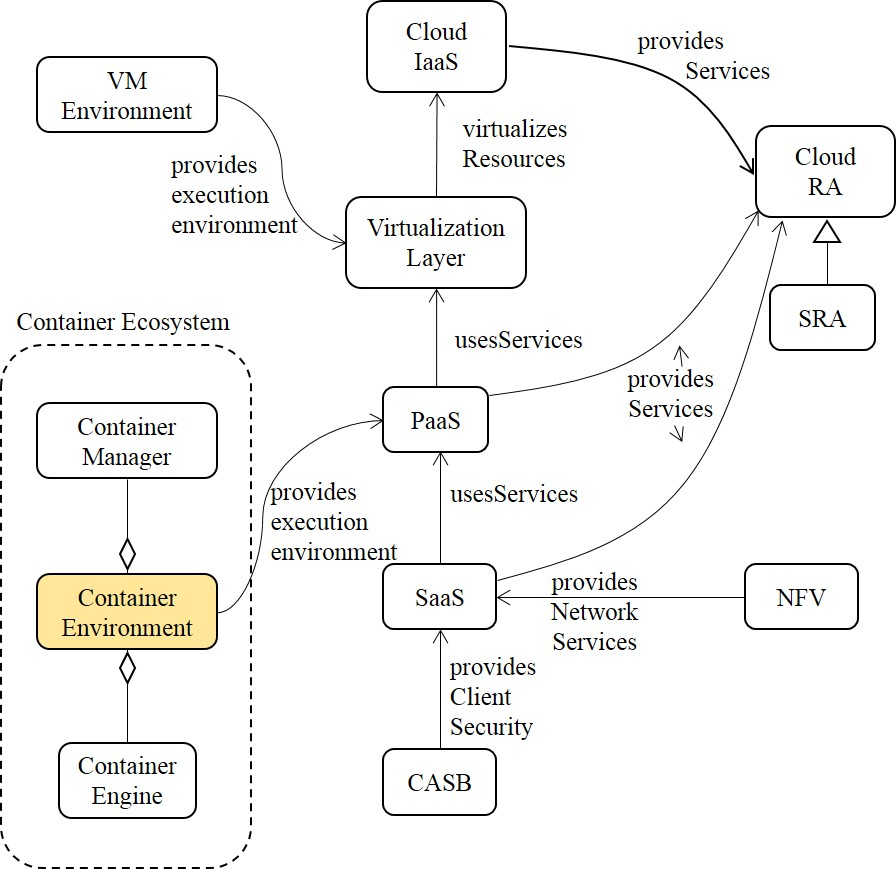 Cloud
IaaS
provides
Services
VM
Environment
virtualizes
Resources
Cloud
RA
provides
execution
environment
Virtualization
Layer
SRA
Container Ecosystem
usesServices
provides
Services
Container
Manager
PaaS
provides
execution
environment
usesServices
Container
Environment
SaaS
provides
Network
Services
NFV
provides
Client
Security
Container
Engine
CASB